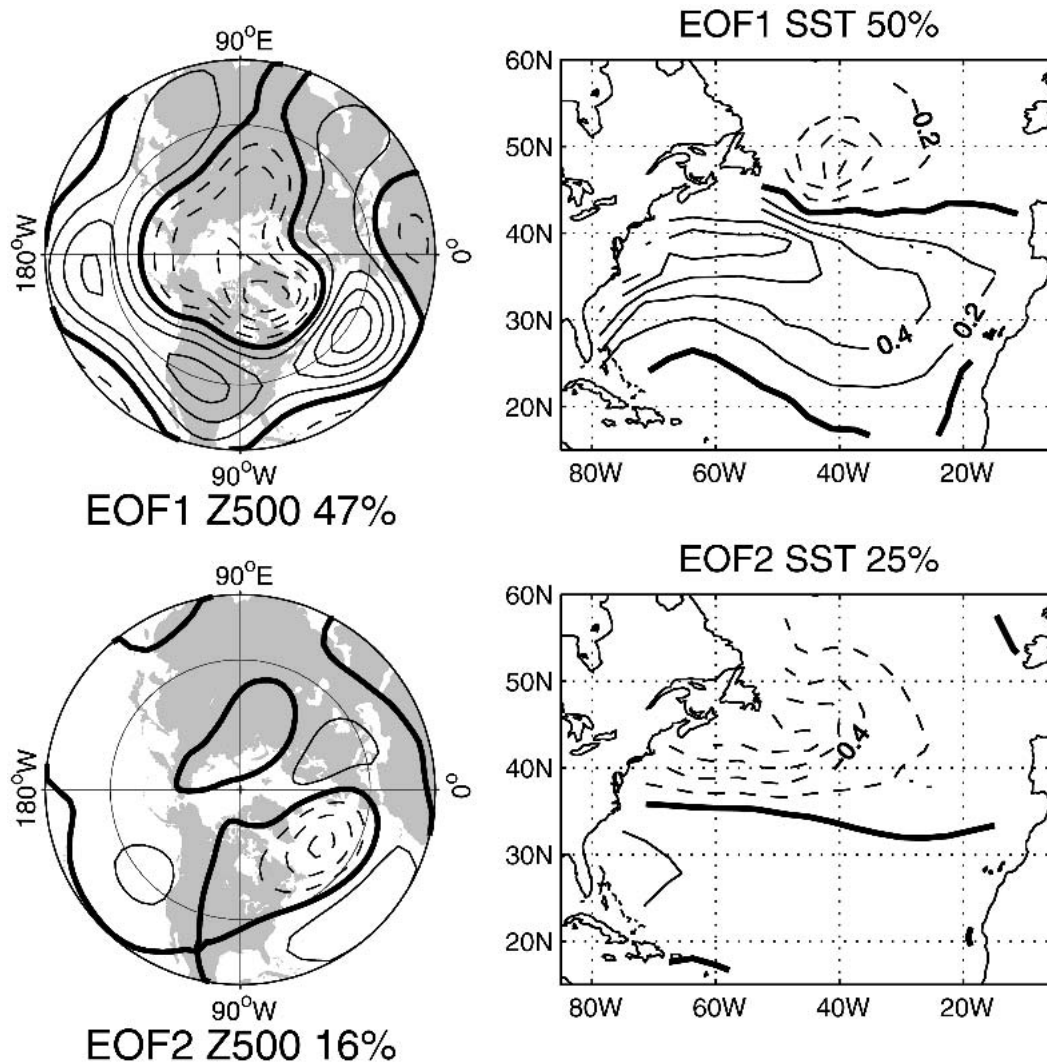 90°E
180°W
0°
90°W
EOF1 Z500 47%
EOF1 SST 50%
60N
50N
40N
30N
20N
80W
60W
40W
20W
-0.2
0.2
0.4
90°E
180°W
0°
90°W
EOF2 Z500 16%
EOF2 SST 25%
60N
50N
40N
30N
20N
80W
60W
40W
20W
-0.4